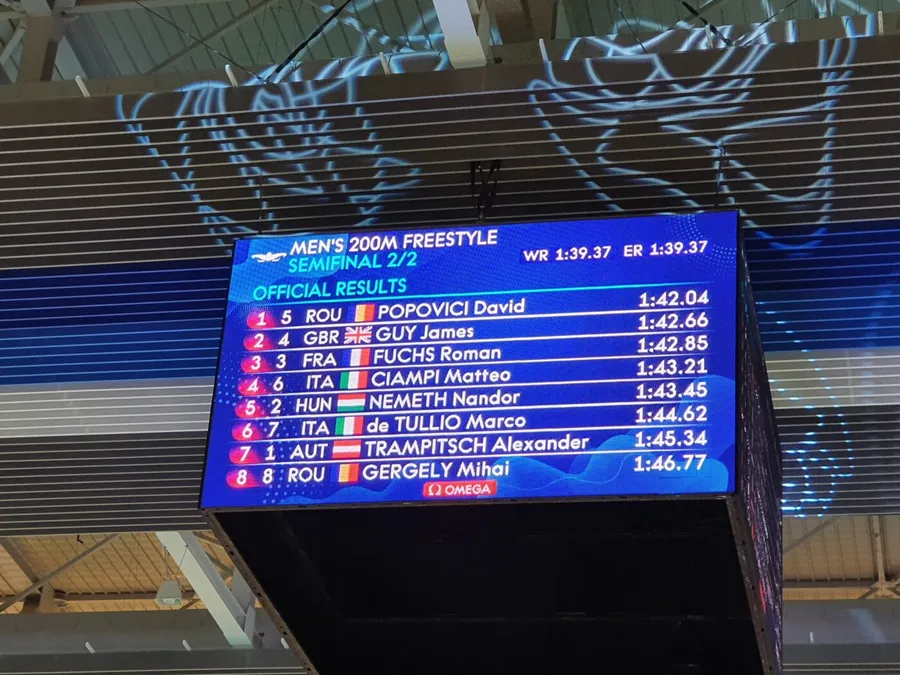 MEN'S 200M FREESTYLE
SEMIFINAL 2/2
WR 1:39.37 ER 1:39.37
OFFICIAL RESULTS
1 5 ROU POPOVICI David 1:42.04
2 4 GBR GUY James 1:42.66
3 3 FRA FUCHS Roman 1:42.85
4 6 ITA CIAMPI Matteo 1:43.21
5 2 HUN NEMETH Nandor 1:43.45
6 7 ITA de TULLIO Marco 1:44.62
7 1 AUT TRAMPITSCH Alexander 1:45.34
8 8 ROU GERGELY Mihai 1:46.77
Ω OMEGA